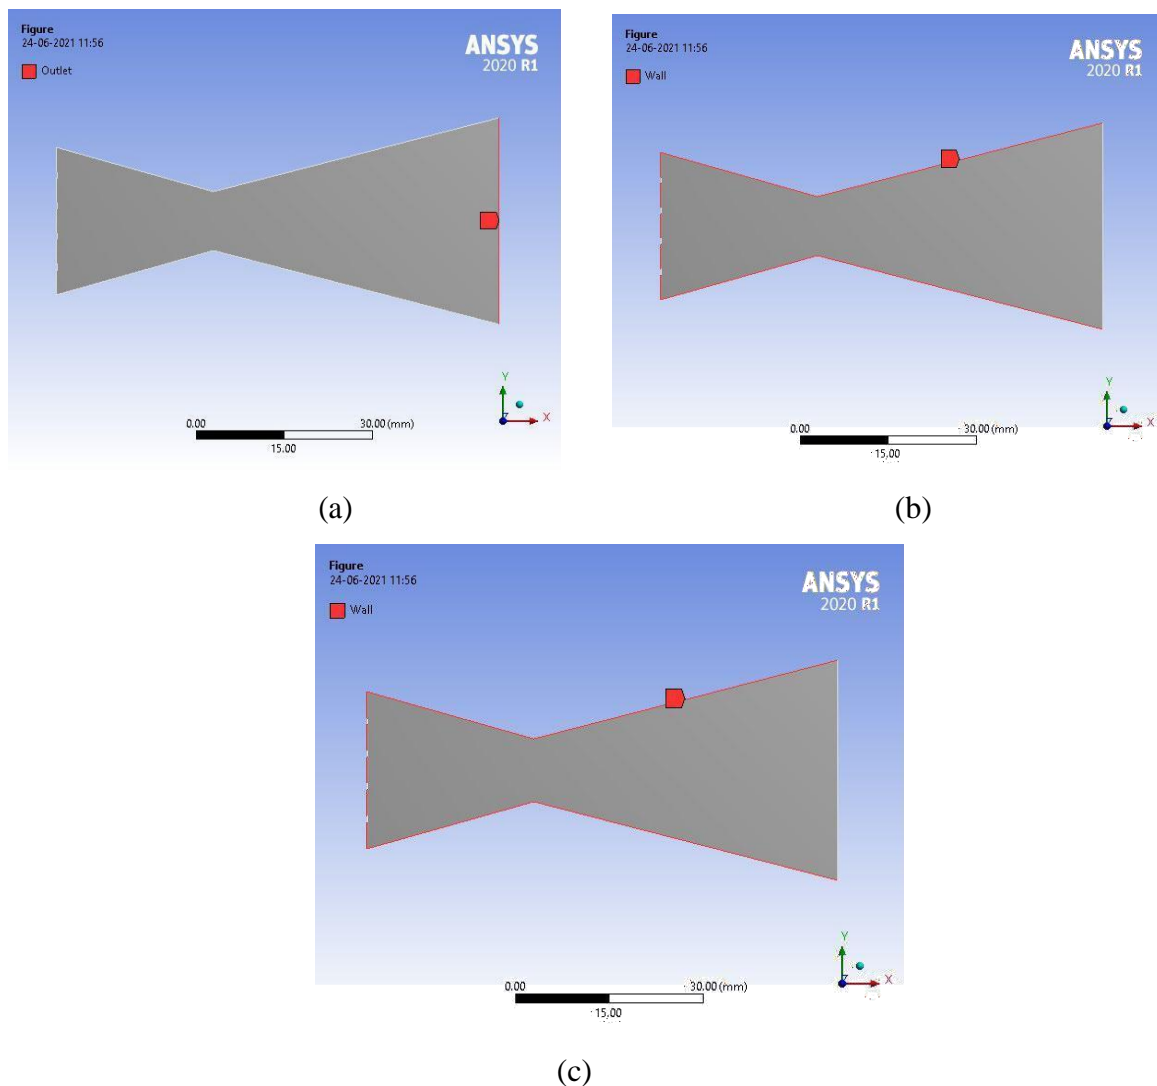 Figure
24-06-2021 11:56
Outlet
ANSYS
2020 R1
Y
Z
X
0.00
30.00 (mm)
15.00
(a)
Figure
24-06-2021 11:56
Wall
ANSYS
2020 R1
Y
Z
X
0.00
30.00 (mm)
15.00
(b)
Figure
24-06-2021 11:56
Wall
ANSYS
2020 R1
Y
Z
X
0.00
30.00 (mm)
15.00
(c)